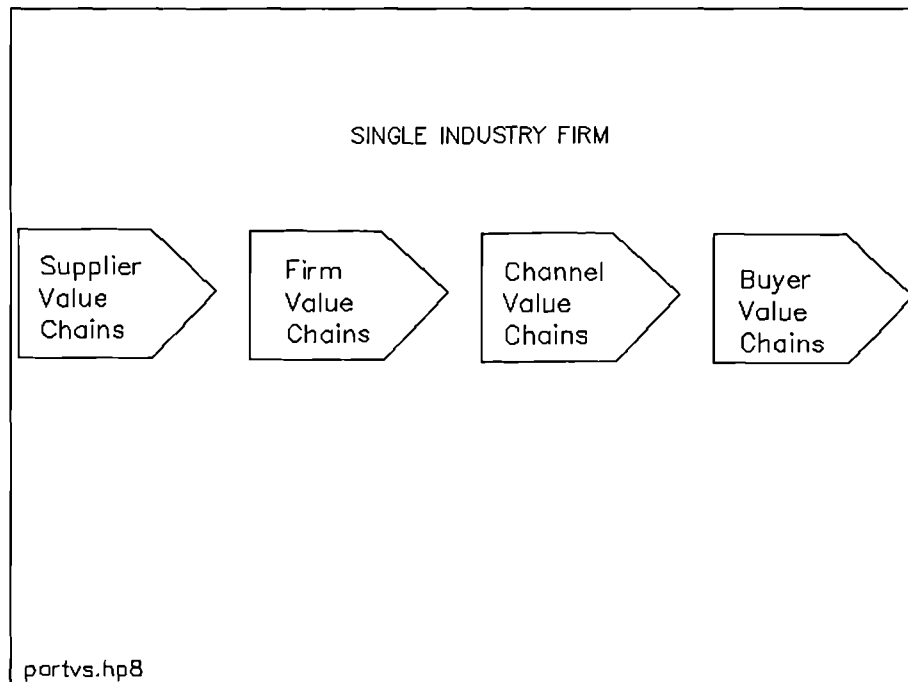 SINGLE INDUSTRY FIRM
Supplier
Value
Chains
Firm
Value
Chains
Channel
Value
Chains
Buyer
Value
Chains
portvs.hp8